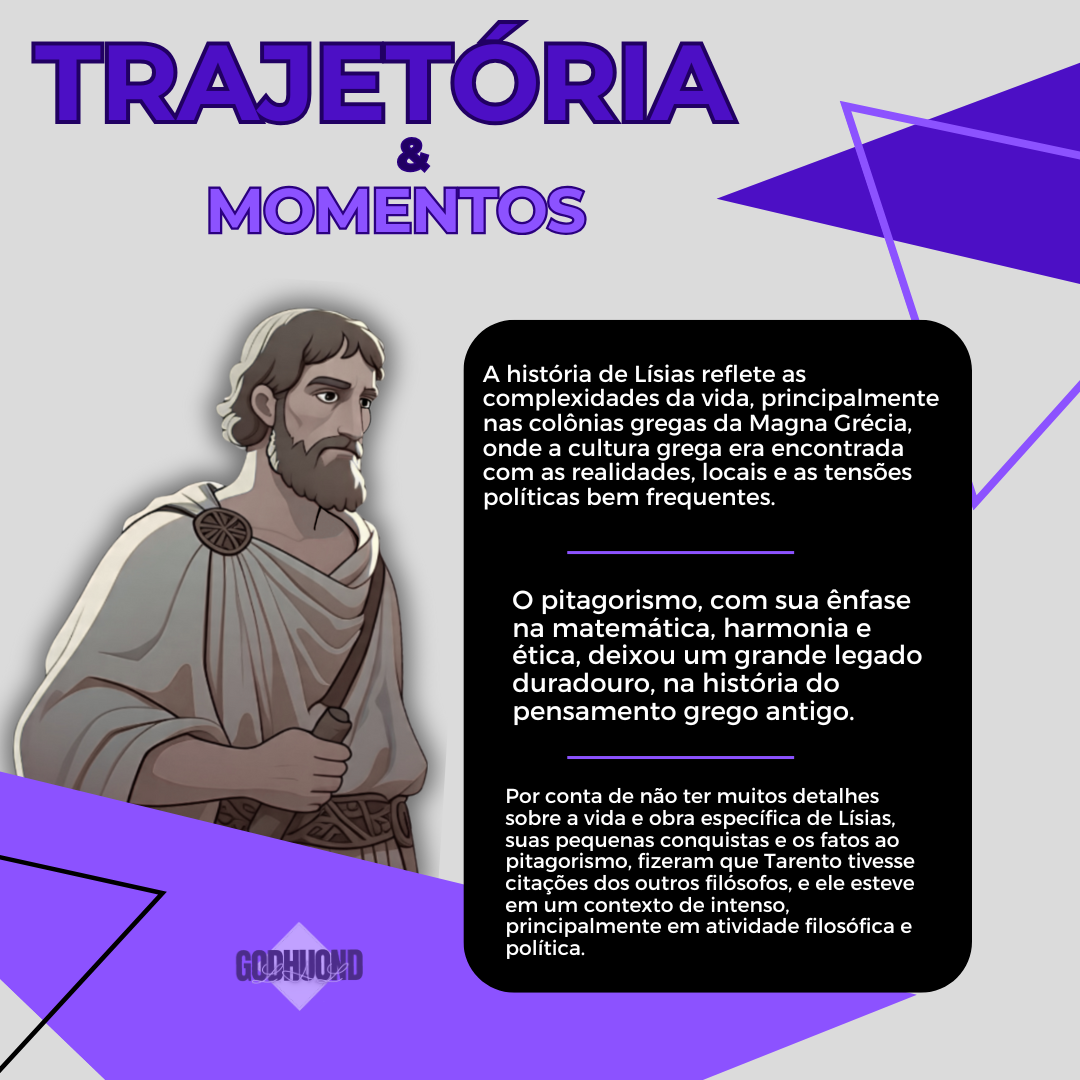 TRAJETÓRIA
&
MOMENTOS
A história de Lísias reflete as
complexidades da vida, principalmente
nas colônias gregas da Magna Grécia,
onde a cultura grega era encontrada
com as realidades, locais e as tensões
políticas bem frequentes.
O pitagorismo, com sua ênfase
na matemática, harmonia e
ética, deixou um grande legado
duradouro, na história do
pensamento grego antigo.
Por conta de não ter muitos detalhes
sobre a vida e obra específica de Lísias,
suas pequenas conquistas e os fatos ao
pitagorismo, fizeram que Tarento tivesse
citações dos outros filósofos, e ele esteve
em um contexto de intenso,
principalmente em atividade filosófica e
política.
GODHUOND